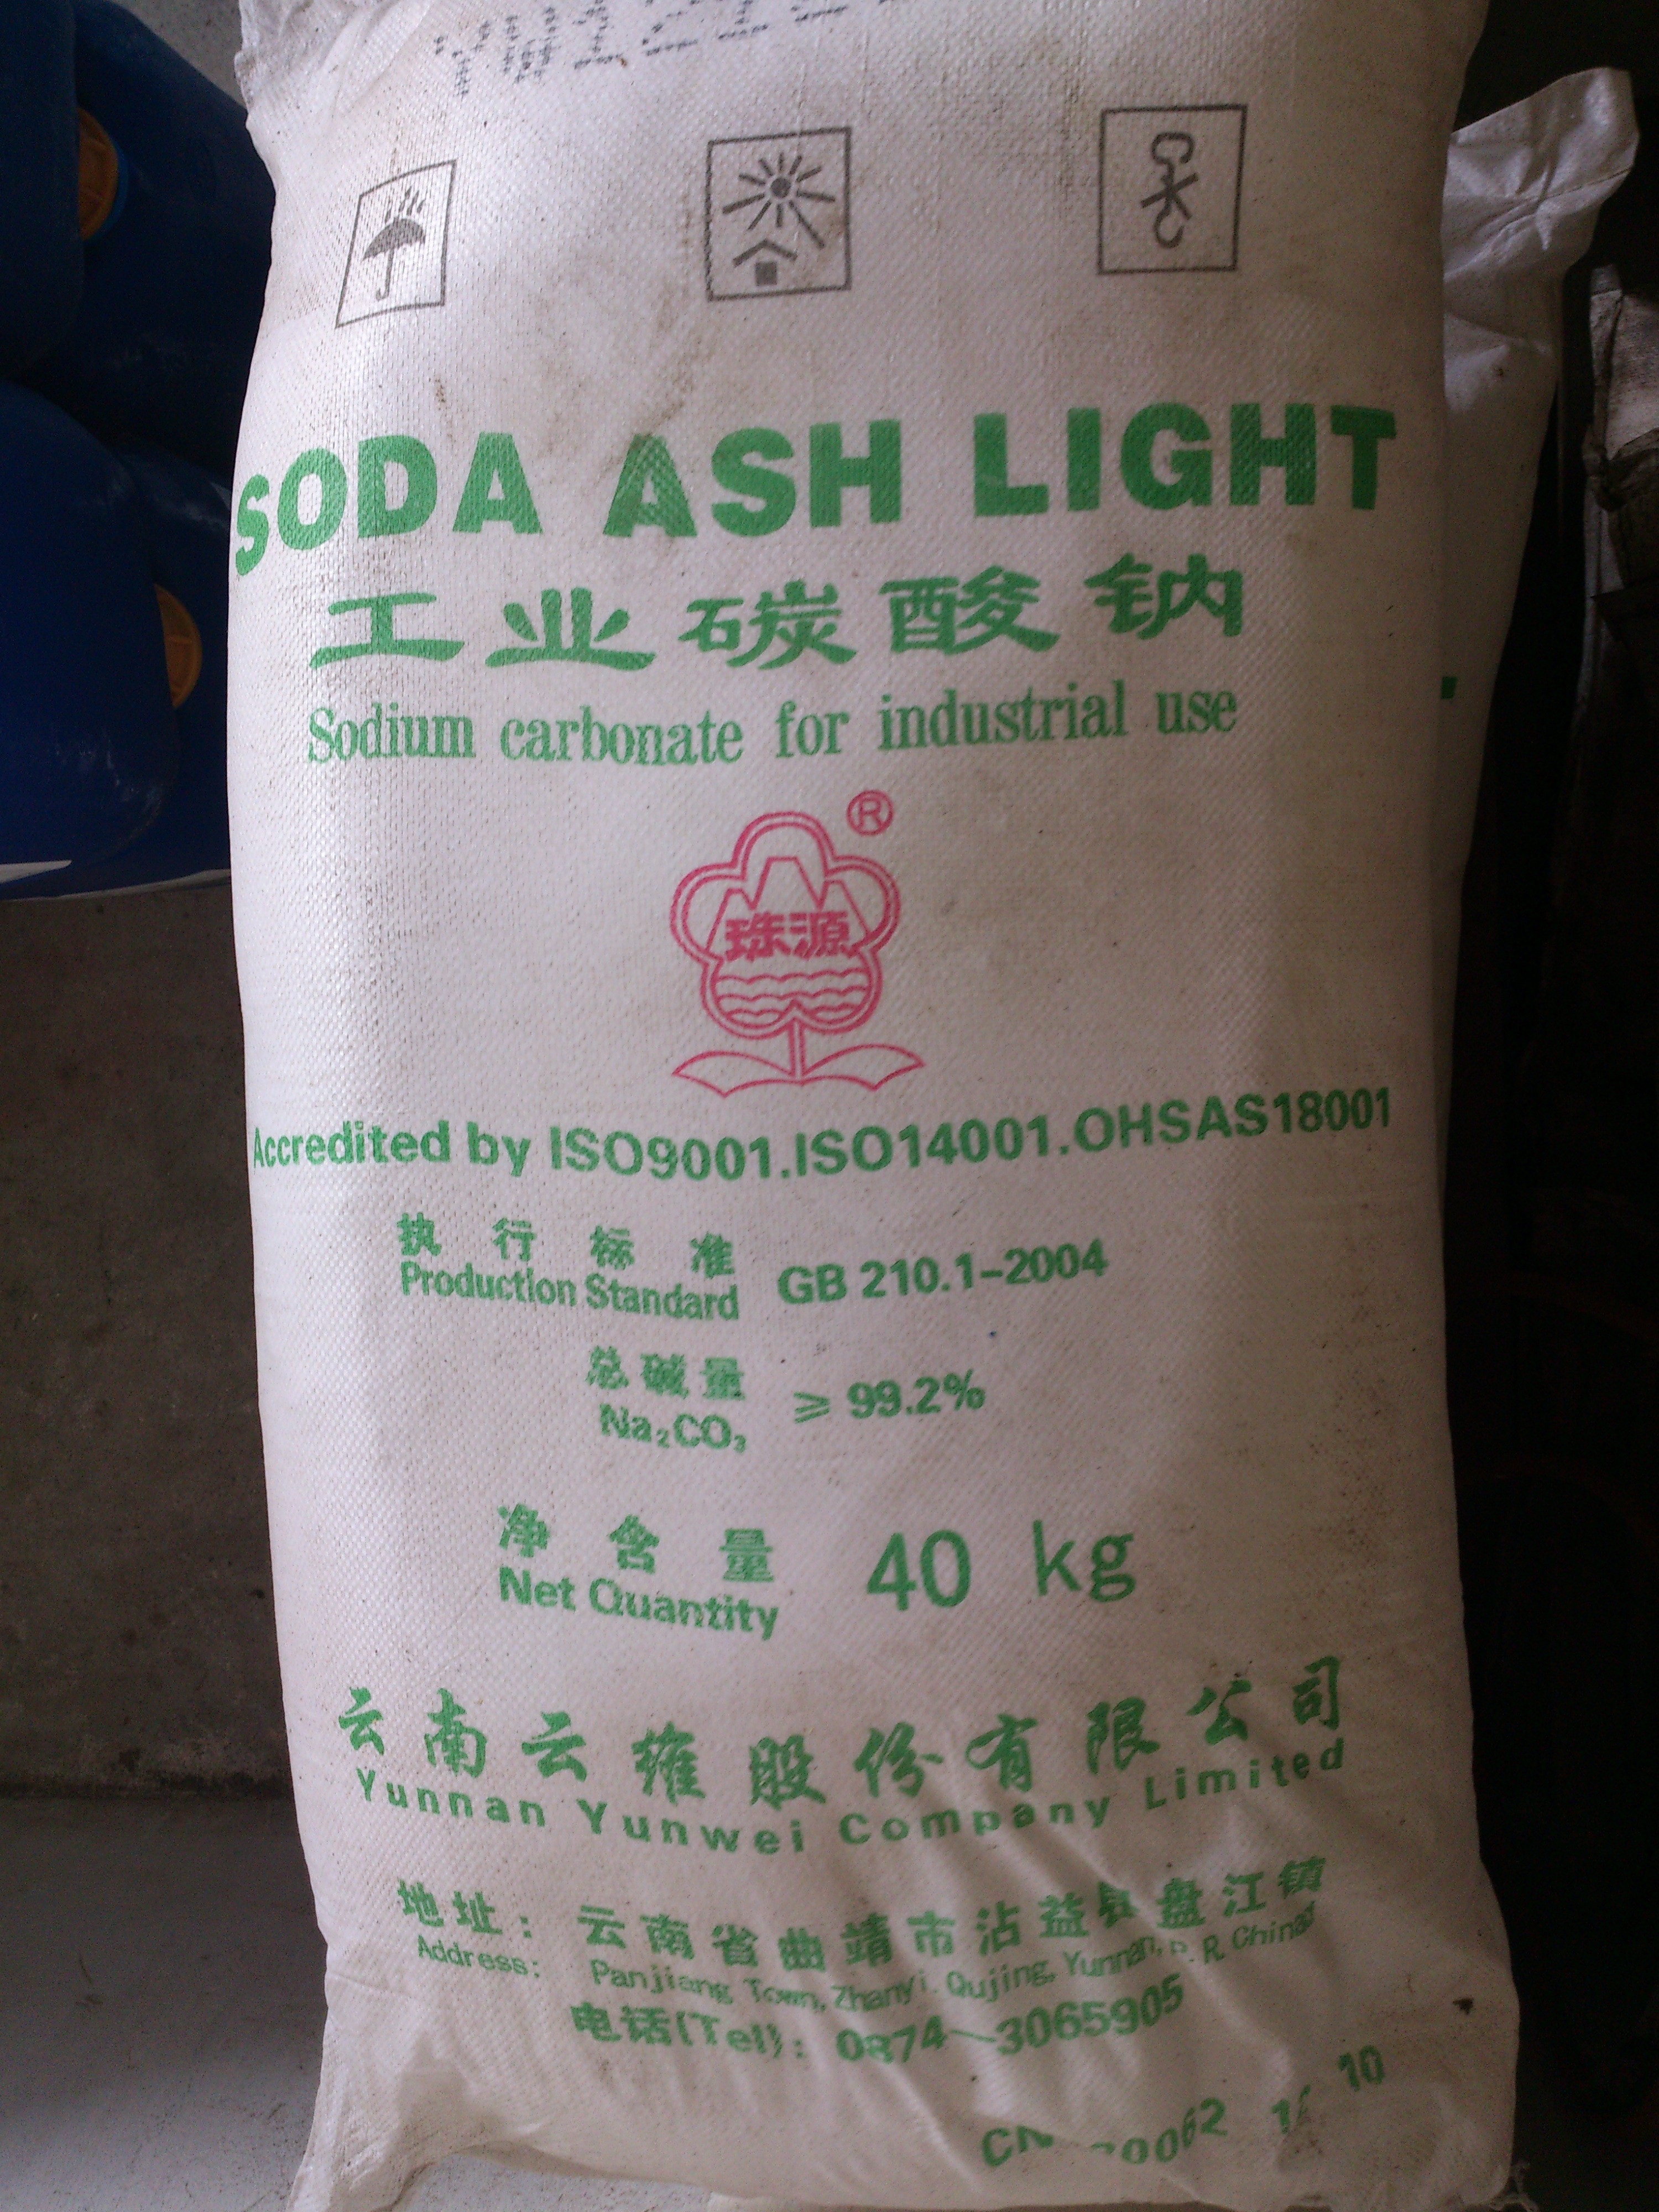 SODA ASH LIGHT
工业碳酸钠
Sodium carbonate for industrial use
®
珠源
Accredited by ISO9001.ISO14001.OHSAS18001
执行标准
Production Standard
GB 210.1-2004
总碱量
Na₂CO₃
≥ 99.2%
净含量
Net Quantity
40 kg
云南云维股份有限公司
Yunnan Yunwei Company Limited
地址：云南省曲靖市沾益县盘江镇
Address: Panjiang Town, Zhanyi. Qujing, Yunnan, P. R. China
电话(Tel)：0874—3065905
10